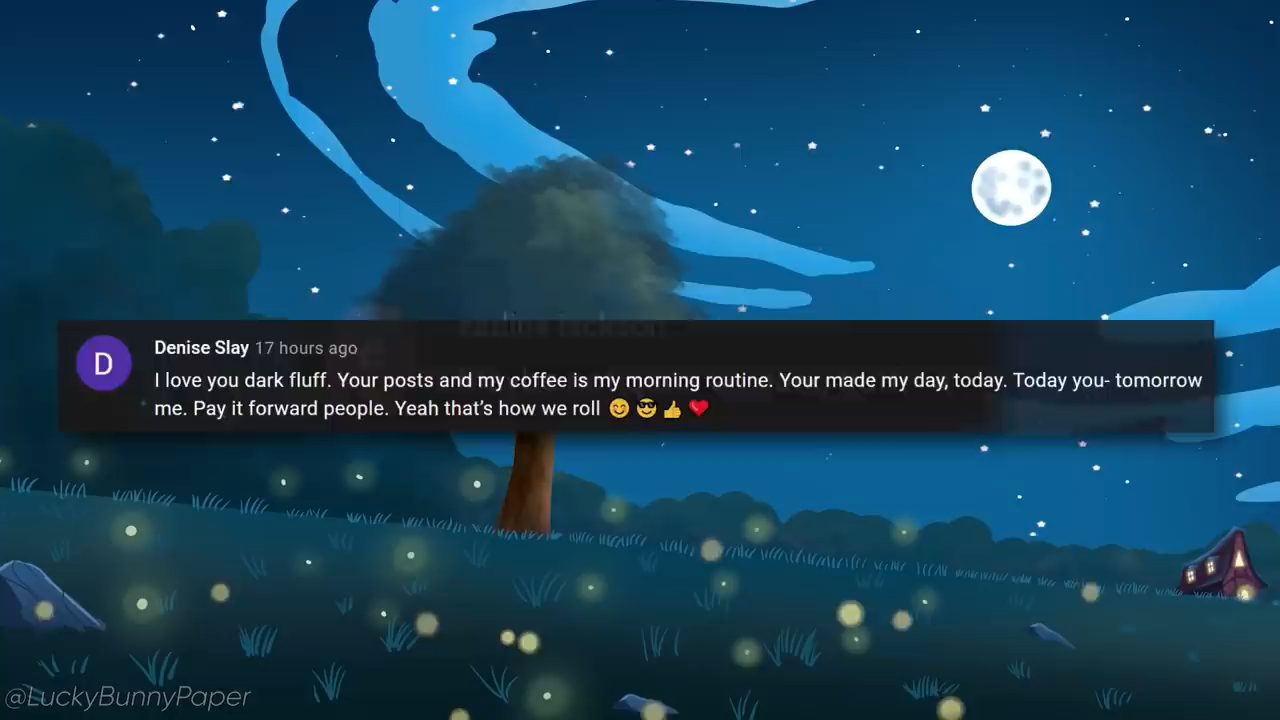 Denise Slay 17 hours ago
D
I love you dark fluff. Your posts and my coffee is my morning routine. Your made my day, today. Today you- tomorrow
me. Pay it forward people. Yeah that’s how we roll 😊 😎 👍 ❤️
@LuckyBunnyPaper